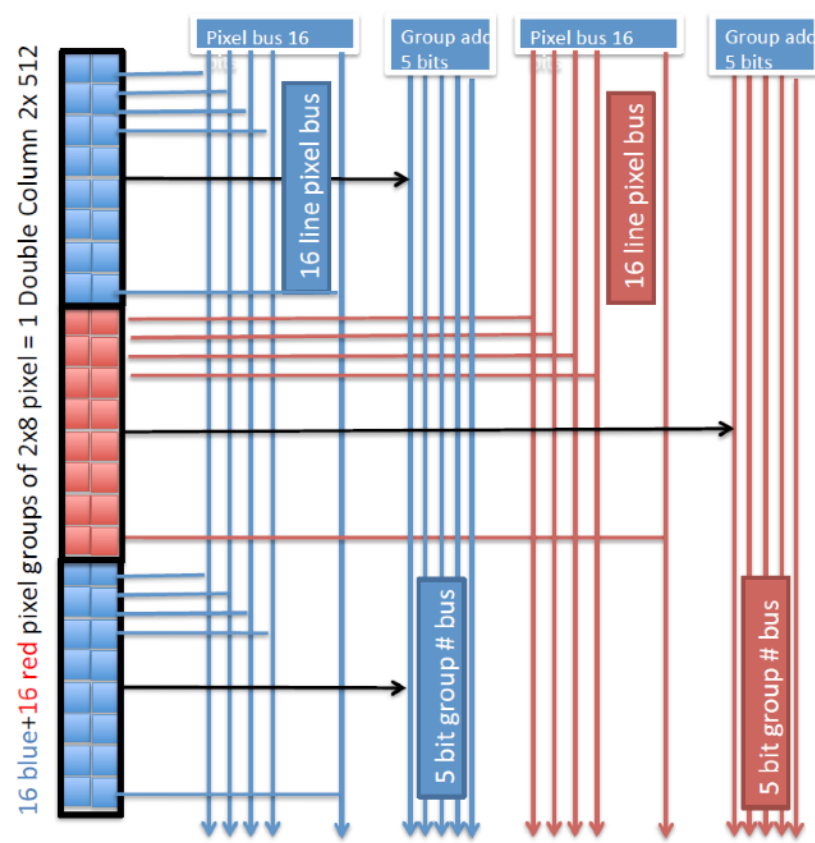 Pixel bus 16
bits
Group add
5 bits
Pixel bus 16
bits
Group add
5 bits
16 blue+16 red pixel groups of 2x8 pixel = 1 Double Column 2x 512
16 line pixel bus
16 line pixel bus
5 bit group # bus
5 bit group # bus